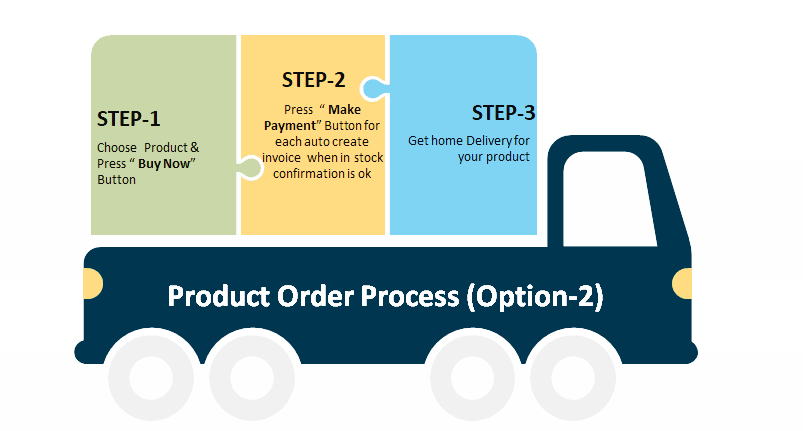 STEP-1
Choose Product &
Press “ Buy Now”
Button
STEP-2
Press “ Make
Payment” Button for
each auto create
invoice when in stock
confirmation is ok
STEP-3
Get home Delivery for
your product
Product Order Process (Option-2)